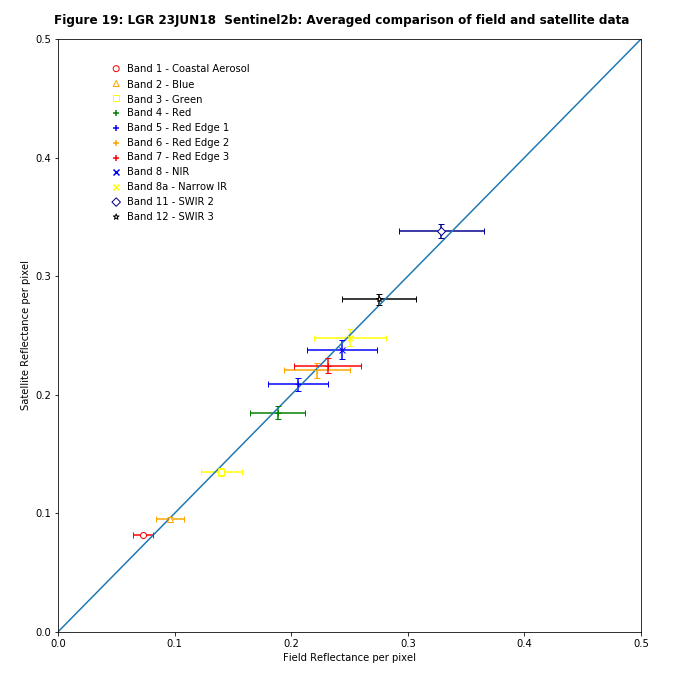 Figure 19: LGR 23JUN18 Sentinel2b: Averaged comparison of field and satellite data
0.5
Band 1 - Coastal Aerosol
Band 2 - Blue
Band 3 - Green
Band 4 - Red
Band 5 - Red Edge 1
Band 6 - Red Edge 2
Band 7 - Red Edge 3
Band 8 - NIR
Band 8a - Narrow IR
Band 11 - SWIR 2
Band 12 - SWIR 3
0.4
0.3
0.2
0.1
0.0
Satellite Reflectance per pixel
0.0 0.1 0.2 0.3 0.4 0.5
Field Reflectance per pixel